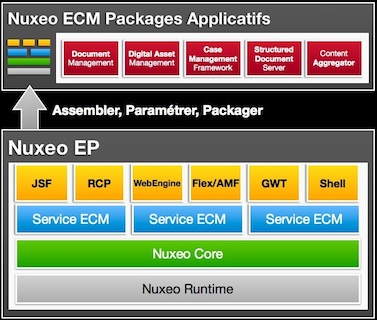 Nuxeo ECM Packages Applicatifs
Document
Management
Digital Asset
Management
Case
Management
Framework
Structured
Document
Server
Content
Aggregator
Assembler, Paramétrer, Packager
Nuxeo EP
JSF
RCP
WebEngine
Flex/AMF
GWT
Shell
Service ECM
Service ECM
Service ECM
Nuxeo Core
Nuxeo Runtime